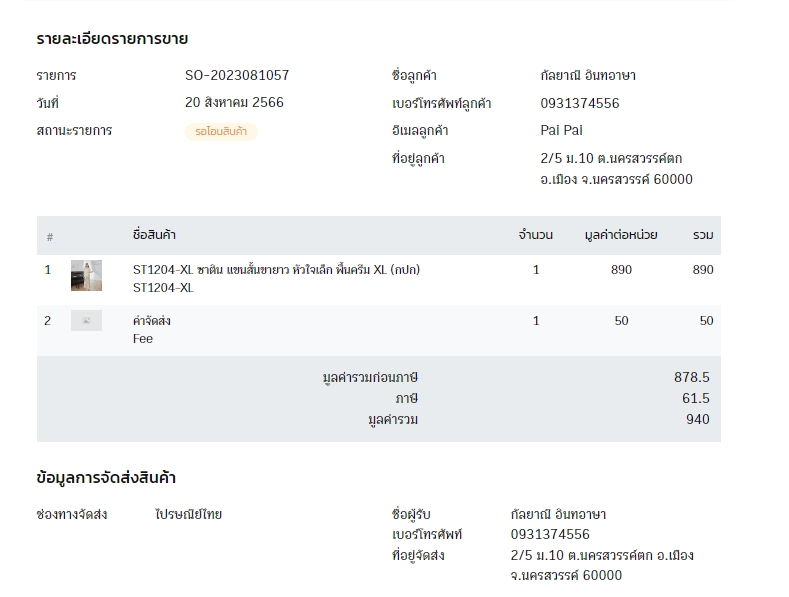 รายละเอียดรายการขาย
รายการ SO-2023081057 ชื่อลูกค้า กัลยาณี อินทอาษา
วันที่ 20 สิงหาคม 2566 เบอร์โทรศัพท์ลูกค้า 0931374556
สถานะรายการ รอโอนสินค้า อีเมลลูกค้า Pai Pai
ที่อยู่ลูกค้า 2/5 ม.10 ต.นครสวรรค์ตก
อ.เมือง จ.นครสวรรค์ 60000
# ชื่อสินค้า จำนวน มูลค่าต่อหน่วย รวม
1 ST1204-XL ซาติน แขนสั้นขายาว หัวใจเล็ก พื้นครีม XL (กปก) 1 890 890
ST1204-XL
2 ค่าจัดส่ง 1 50 50
Fee
มูลค่ารวมก่อนภาษี 878.5
ภาษี 61.5
มูลค่ารวม 940
ข้อมูลการจัดส่งสินค้า
ช่องทางจัดส่ง ไปรษณีย์ไทย ชื่อผู้รับ กัลยาณี อินทอาษา
เบอร์โทรศัพท์ 0931374556
ที่อยู่จัดส่ง 2/5 ม.10 ต.นครสวรรค์ตก อ.เมือง
จ.นครสวรรค์ 60000